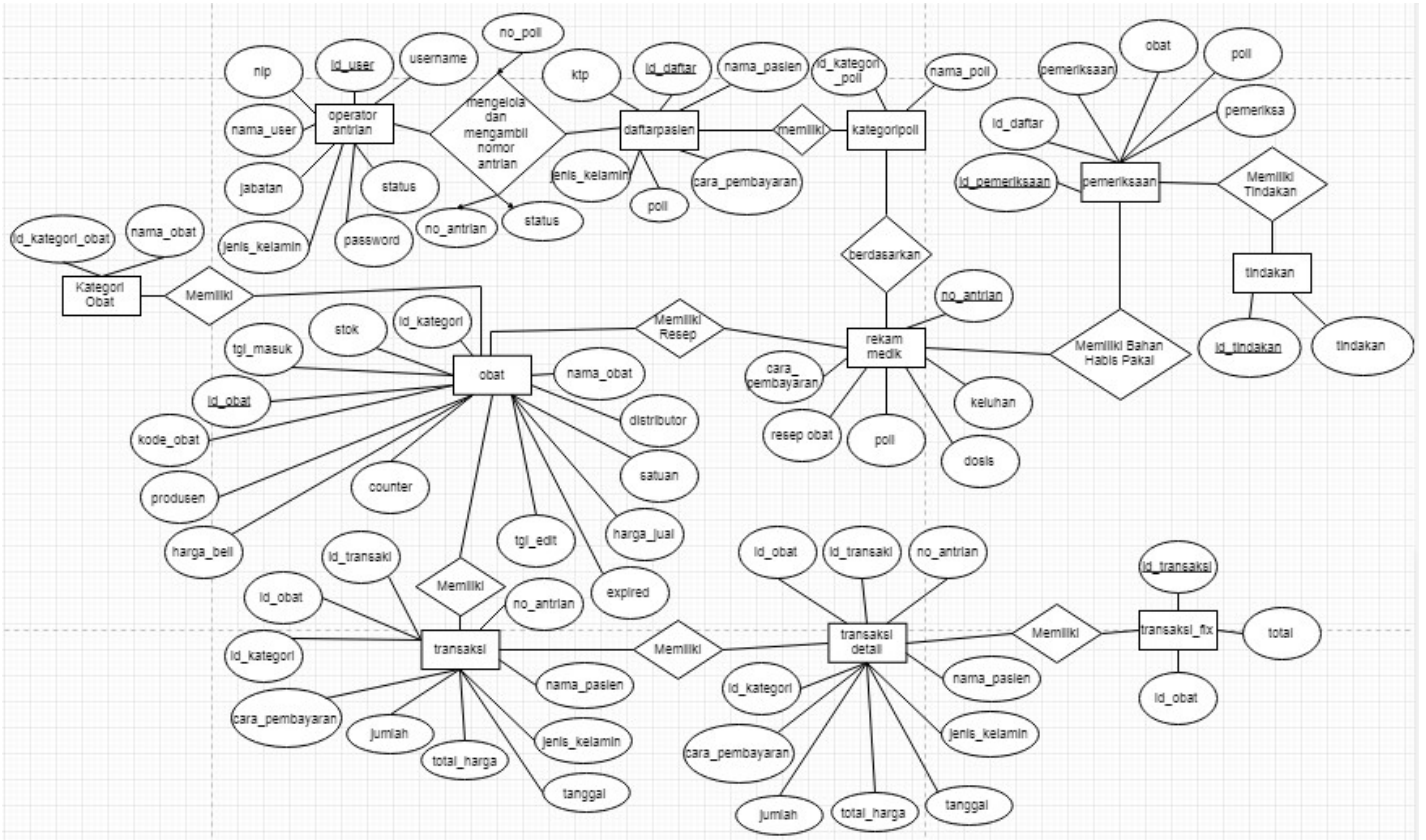 no_poli
nip
id_user
username
operator
antrian
nama_user
jabatan
jenis_kelamin
password
status
mengelola
dan
mengambil
nomor
antrian
no_antrian
status
ktp
id_daftar
nama_pasien
daftarpasien
jenis_kelamin
poli
cara_pembayaran
memiliki
id_kategori
_poli
nama_poli
kategoripoli
berdasarkan
pemeriksaan
obat
poli
pemeriksa
id_daftar
id_pemeriksaan
pemeriksaan
Memiliki
Tindakan
tindakan
id_tindakan
tindakan
Memiliki Bahan
Habis Pakai
id_kategori_obat
nama_obat
Kategori
Obat
Memiliki
stok
id_kategori
tgl_masuk
id_obat
kode_obat
produsen
harga_beli
counter
obat
nama_obat
distributor
satuan
harga_jual
expired
tgl_edit
Memiliki
Resep
no_antrian
rekam
medik
cara_
pembayaran
resep obat
poli
dosis
keluhan
Memiliki
id_transaksi
id_obat
id_kategori
cara_pembayaran
jumlah
total_harga
tanggal
jenis_kelamin
nama_pasien
no_antrian
transaksi
Memiliki
id_obat
id_transaksi
no_antrian
transaksi
detail
id_kategori
cara_pembayaran
jumlah
total_harga
tanggal
jenis_kelamin
nama_pasien
Memiliki
id_transaksi
transaksi_fix
total
id_obat